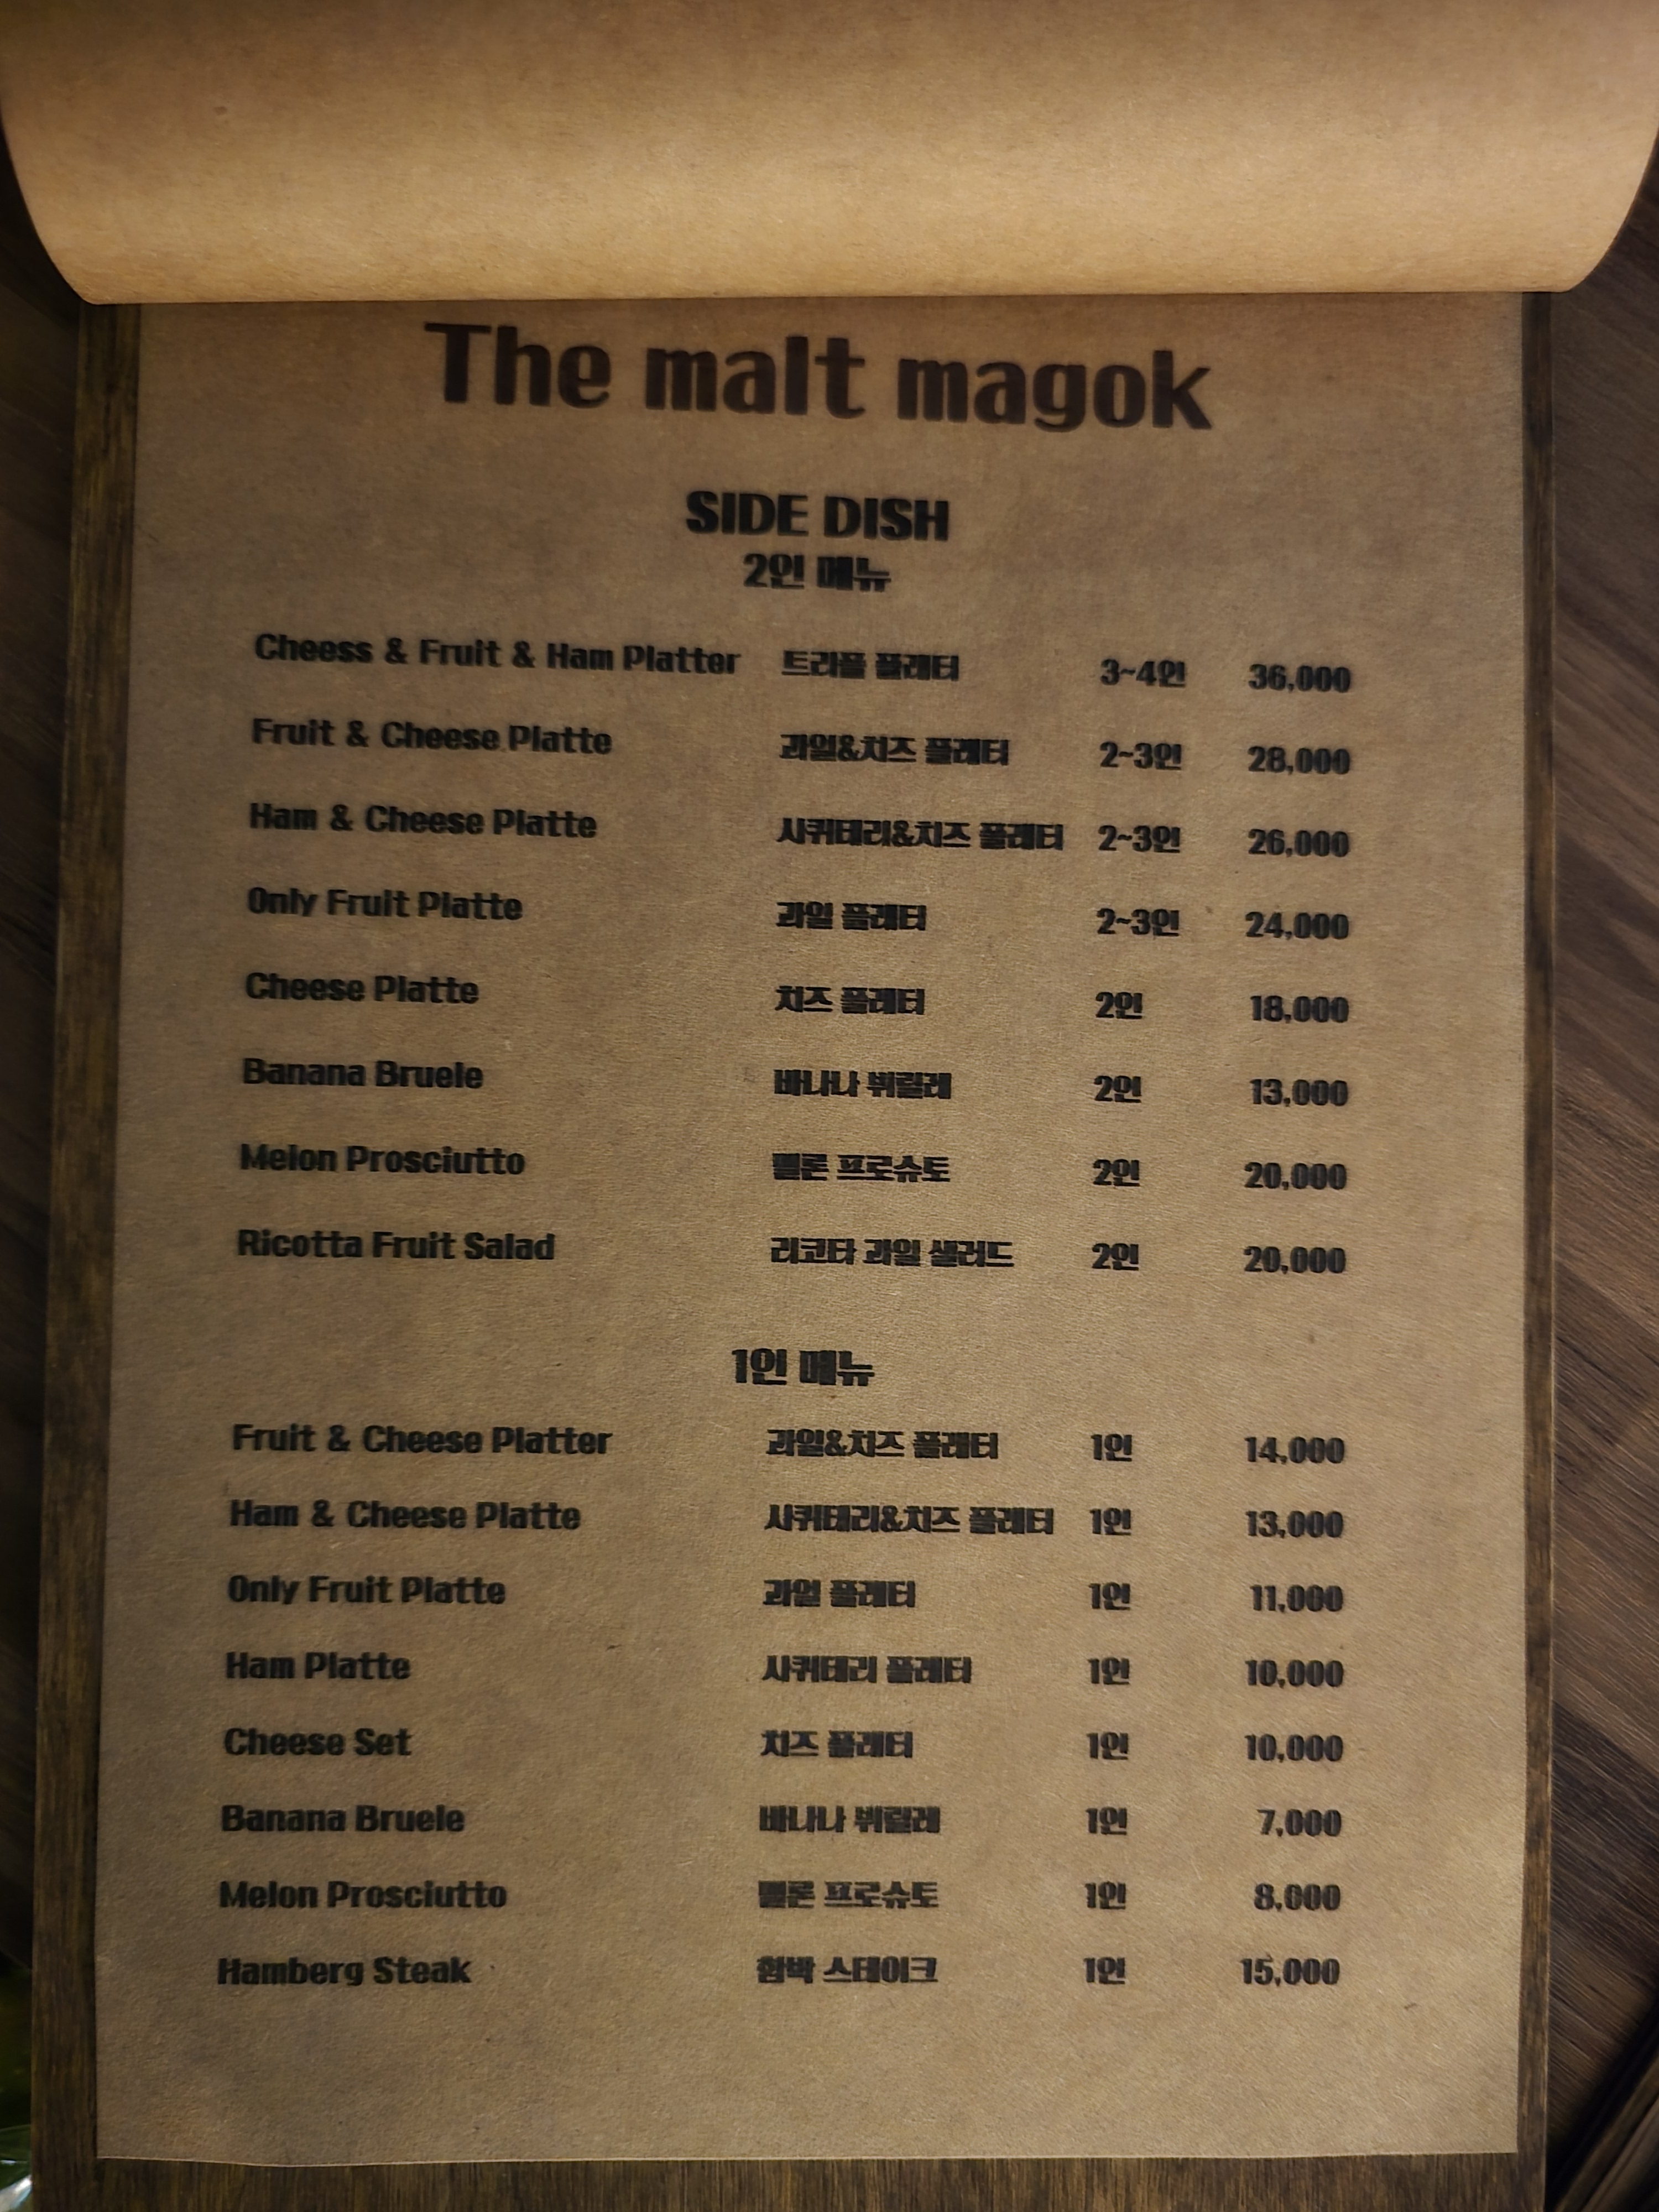 The malt magok
SIDE DISH
2인 메뉴
Cheess & Fruit & Ham Platter 트리플 플래터 3~4인 36,000
Fruit & Cheese Platte 과일&치즈 플래터 2~3인 28,000
Ham & Cheese Platte 샤퀴테리&치즈 플래터 2~3인 26,000
Only Fruit Platte 과일 플래터 2~3인 24,000
Cheese Platte 치즈 플래터 2인 18,000
Banana Bruele 바나나 뷔릴레 2인 13,000
Melon Prosciutto 멜론 프로슈토 2인 20,000
Ricotta Fruit Salad 리코타 과일 샐러드 2인 20,000
1인 메뉴
Fruit & Cheese Platter 과일&치즈 플래터 1인 14,000
Ham & Cheese Platte 샤퀴테리&치즈 플래터 1인 13,000
Only Fruit Platte 과일 플래터 1인 11,000
Ham Platte 샤퀴테리 플래터 1인 10,000
Cheese Set 치즈 플래터 1인 10,000
Banana Bruele 바나나 뷔릴레 1인 7,000
Melon Prosciutto 멜론 프로슈토 1인 8,000
Hamberg Steak 함박 스테이크 1인 15,000